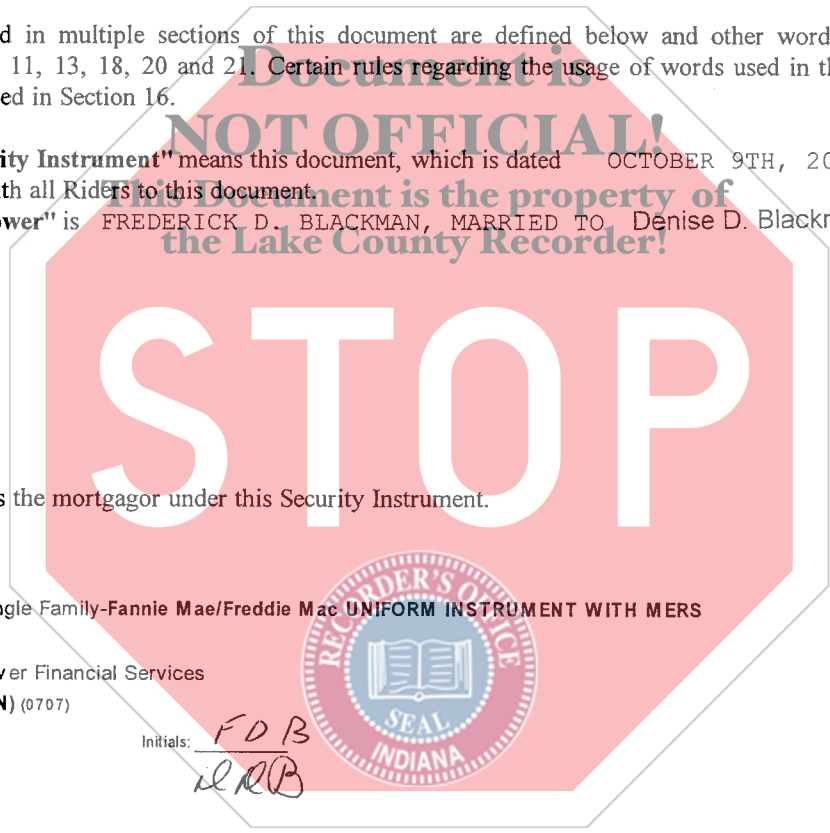 d in multiple sections of this document are defined below and other word
11, 13, 18, 20 and 21. Certain rules regarding the usage of words used in th
ed in Section 16.
Document is
NOT OFFICIAL!
This Document is the property of
the Lake County Recorder!
ity Instrument" means this document, which is dated OCTOBER 9TH, 20
th all Riders to this document.
ower" is FREDERICK D. BLACKMAN, MARRIED TO Denise D. Blackm
STOP
s the mortgagor under this Security Instrument.
ngle Family-Fannie Mae/Freddie Mac UNIFORM INSTRUMENT WITH MERS
ver Financial Services
N) (0707)
RECORDER'S OFFICE
SEAL
INDIANA
Initials: FDB
DDB